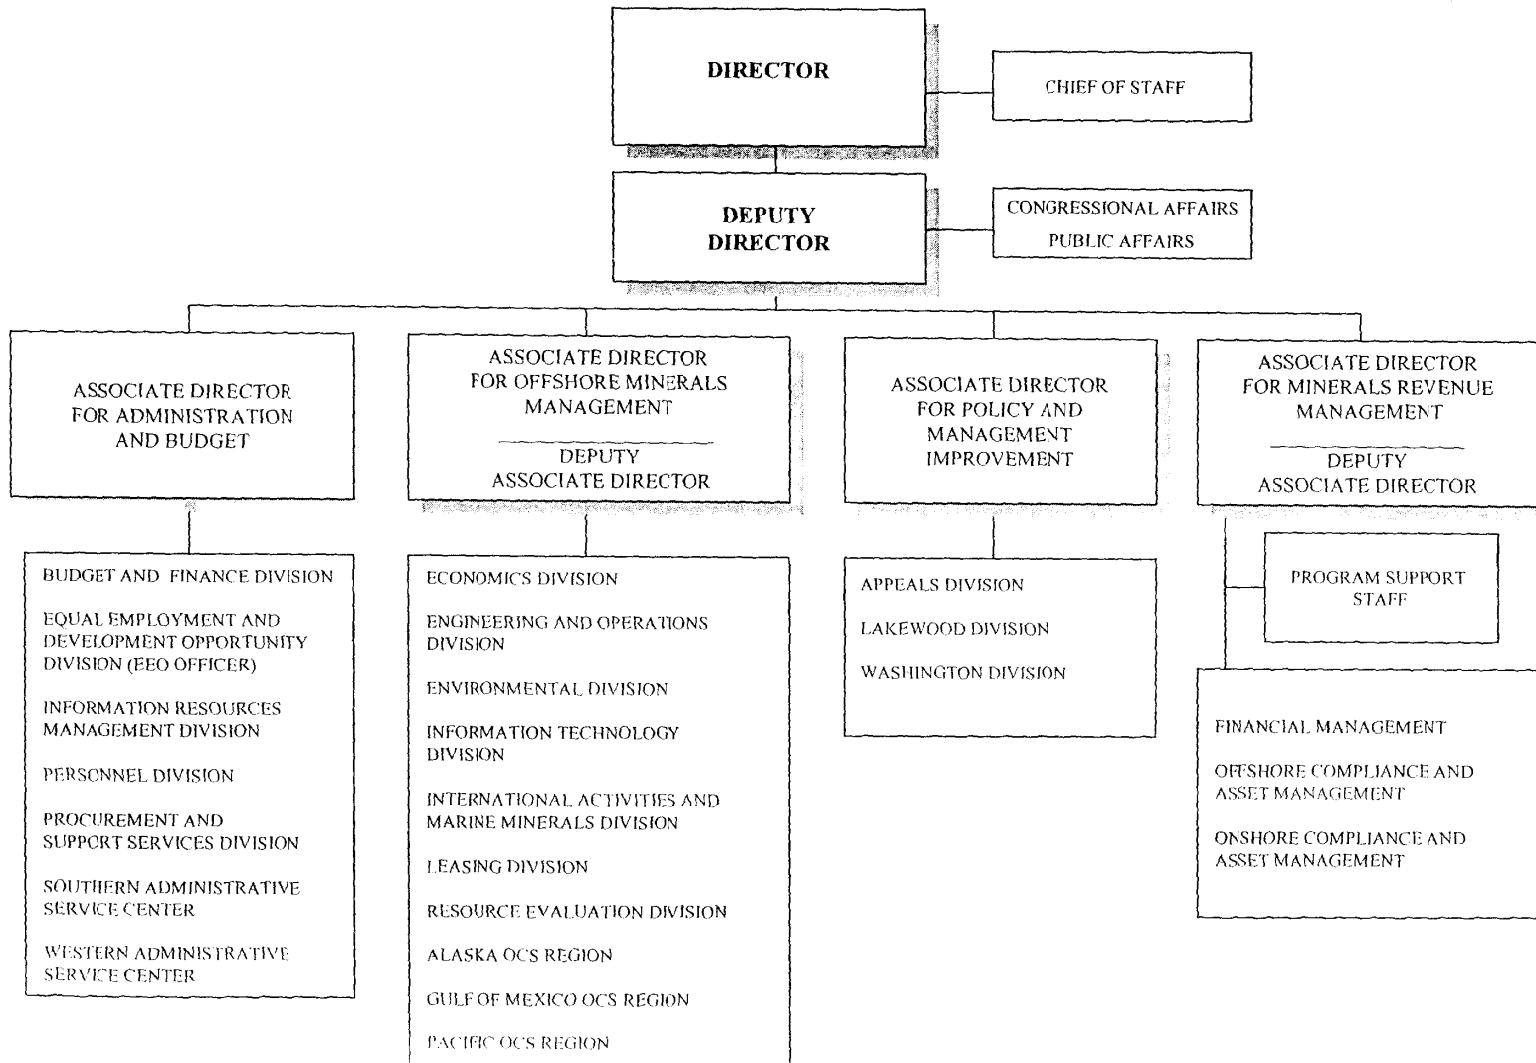 DIRECTOR
CHIEF OF STAFF
DEPUTY
DIRECTOR
CONGRESSIONAL AFFAIRS
PUBLIC AFFAIRS
ASSOCIATE DIRECTOR
FOR ADMINISTRATION
AND BUDGET
ASSOCIATE DIRECTOR
FOR OFFSHORE MINERALS
MANAGEMENT
DEPUTY
ASSOCIATE DIRECTOR
ASSOCIATE DIRECTOR
FOR POLICY AND
MANAGEMENT
IMPROVEMENT
ASSOCIATE DIRECTOR
FOR MINERALS REVENUE
MANAGEMENT
DEPUTY
ASSOCIATE DIRECTOR
BUDGET AND FINANCE DIVISION
EQUAL EMPLOYMENT AND
DEVELOPMENT OPPORTUNITY
DIVISION (EEO OFFICER)
INFORMATION RESOURCES
MANAGEMENT DIVISION
PERSONNEL DIVISION
PROCUREMENT AND
SUPPORT SERVICES DIVISION
SOUTHERN ADMINISTRATIVE
SERVICE CENTER
WESTERN ADMINISTRATIVE
SERVICE CENTER
ECONOMICS DIVISION
ENGINEERING AND OPERATIONS
DIVISION
ENVIRONMENTAL DIVISION
INFORMATION TECHNOLOGY
DIVISION
INTERNATIONAL ACTIVITIES AND
MARINE MINERALS DIVISION
LEASING DIVISION
RESOURCE EVALUATION DIVISION
ALASKA OCS REGION
GULF OF MEXICO OCS REGION
PACIFIC OCS REGION
APPEALS DIVISION
LAKEWOOD DIVISION
WASHINGTON DIVISION
PROGRAM SUPPORT
STAFF
FINANCIAL MANAGEMENT
OFFSHORE COMPLIANCE AND
ASSET MANAGEMENT
ONSHORE COMPLIANCE AND
ASSET MANAGEMENT